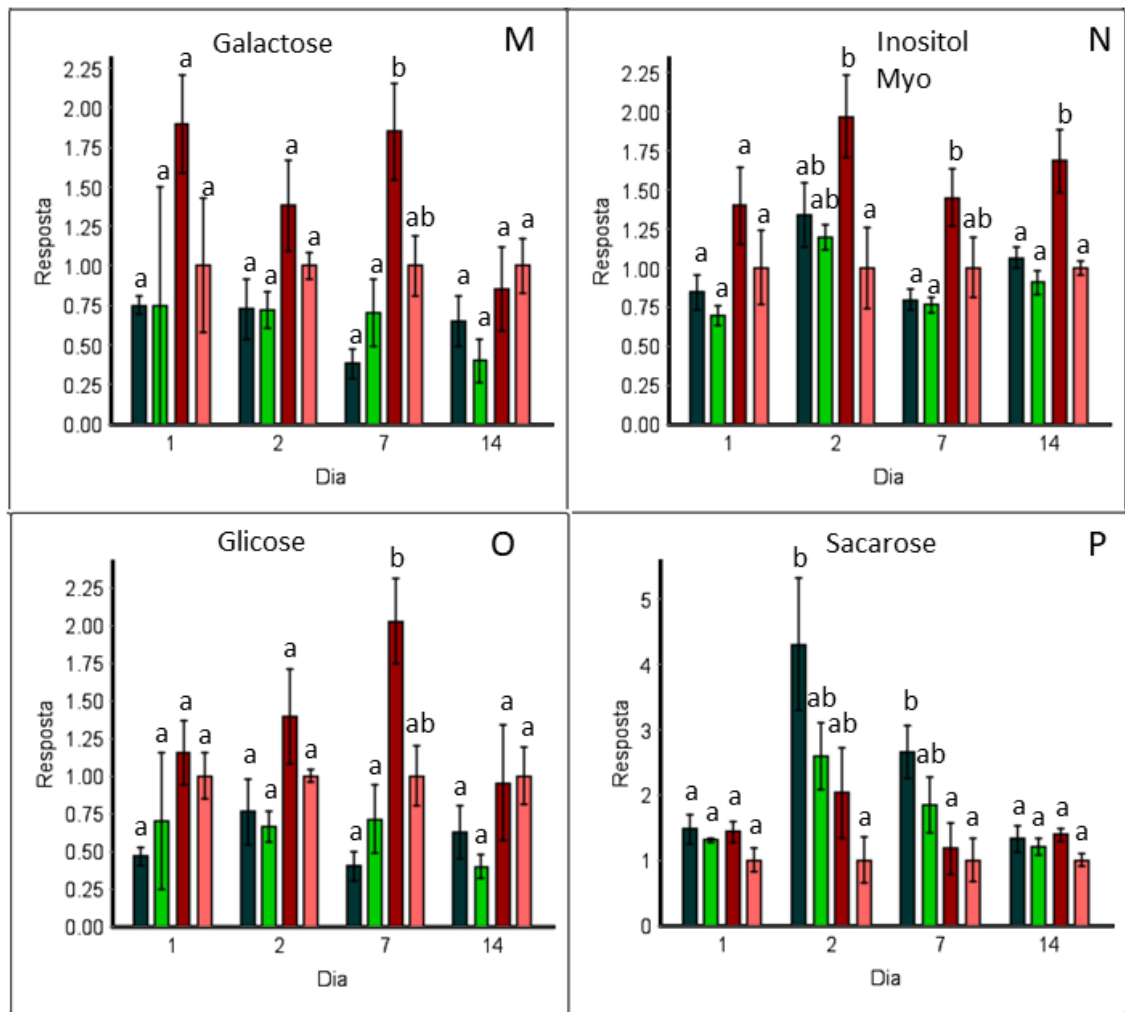 Galactose
M
2.25
2.00
1.75
1.50
1.25
1.00
0.75
0.50
0.25
0.00
Resposta
a a a a
a a a a
a a b ab
a a a a
1 2 7 14
Dia
Inositol
Myo
N
2.25
2.00
1.75
1.50
1.25
1.00
0.75
0.50
0.25
0.00
Resposta
a a a a
ab ab b a
a a b ab
a a b a
1 2 7 14
Dia
Glicose
O
2.25
2.00
1.75
1.50
1.25
1.00
0.75
0.50
0.25
0.00
Resposta
a a a a
a a a a
a a b ab
a a a a
1 2 7 14
Dia
Sacarose
P
5
4
3
2
1
0
Resposta
a a a a
b ab ab a
b ab a a
a a a a
1 2 7 14
Dia